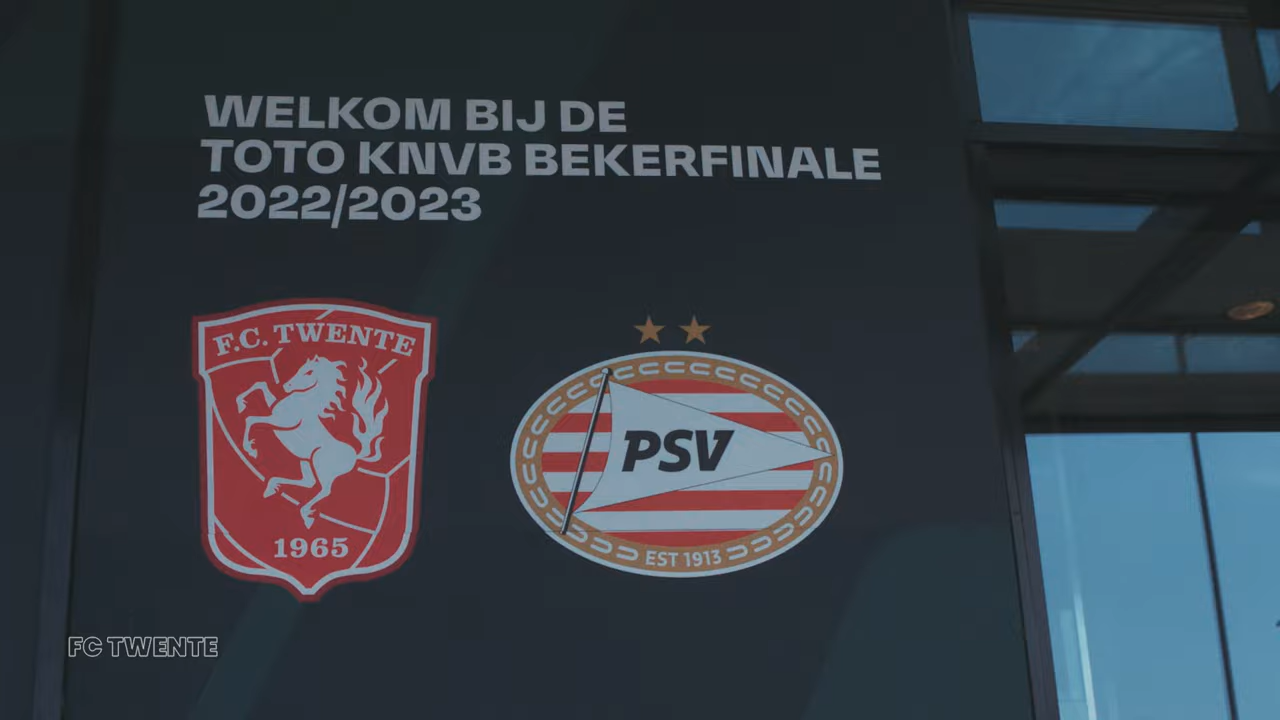 WELKOM BIJ DE
TOTO KNVB BEKERFINALE
2022/2023
F.C. TWENTE
1965
PSV
EST 1913
FC TWENTE